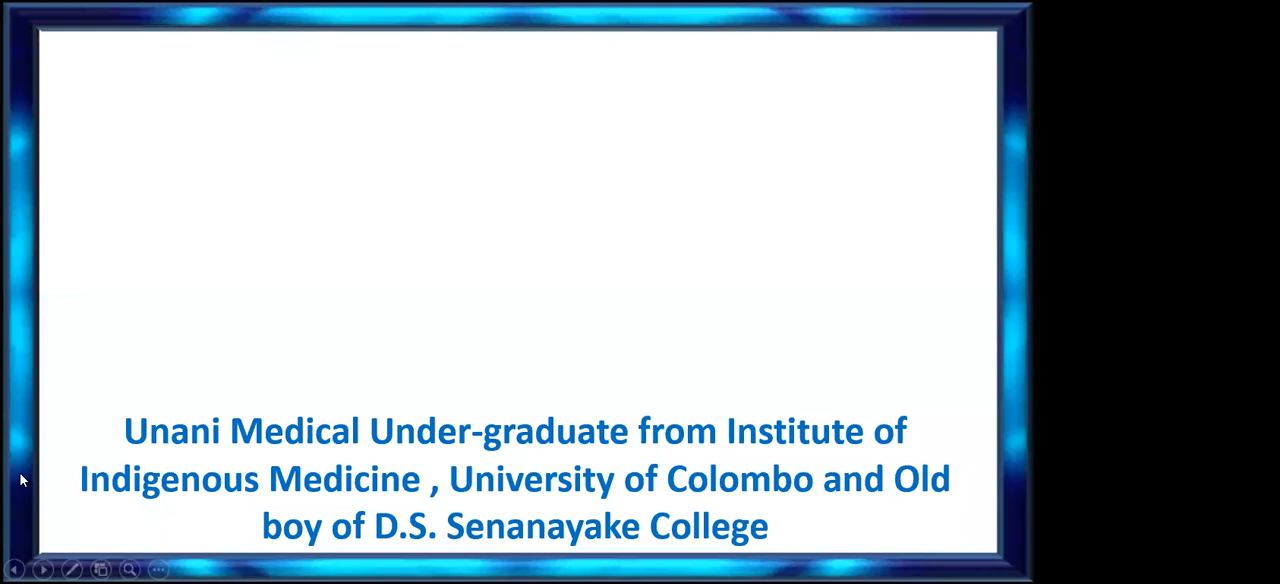 Unani Medical Under-graduate from Institute of
Indigenous Medicine , University of Colombo and Old
boy of D.S. Senanayake College